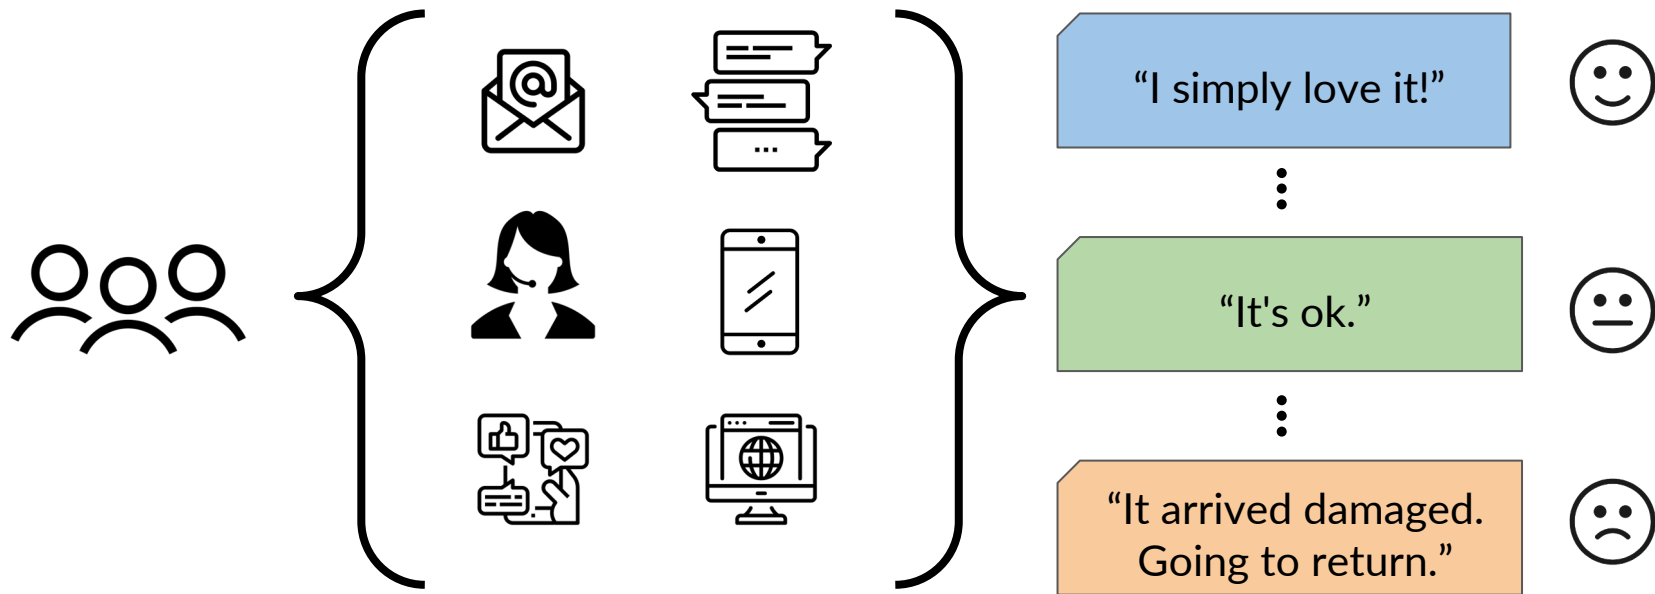 “I simply love it!”
“It's ok.”
“It arrived damaged.
Going to return.”